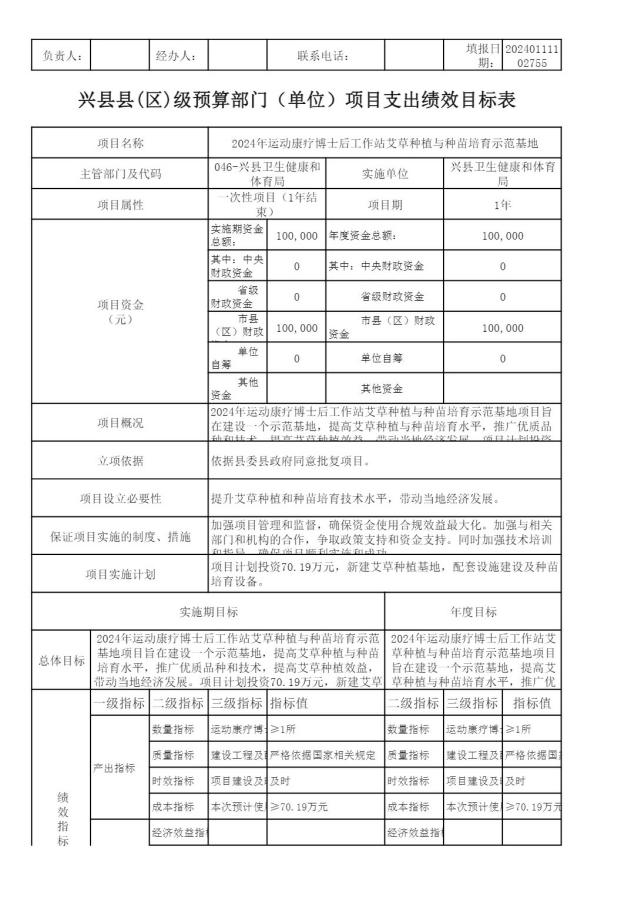 负责人：
经办人：
联系电话：
填报日期：
202401111
02755
兴县县(区)级预算部门（单位）项目支出绩效目标表
项目名称
2024年运动康疗博士后工作站艾草种植与种苗培育示范基地
主管部门及代码
046-兴县卫生健康和
体育局
实施单位
兴县卫生健康和体育
局
项目属性
一次性项目（1年结
束）
项目期
1年
项目资金
（元）
实施期资金
总额：
100,000
年度资金总额：
100,000
其中：中央
财政资金
0
其中：中央财政资金
0
省级
财政资金
0
省级财政资金
0
市县
（区）财政
100,000
市县（区）财政
资金
100,000
单位
自筹
0
单位自筹
0
其他
资金
其他资金
项目概况
2024年运动康疗博士后工作站艾草种植与种苗培育示范基地项目旨
在建设一个示范基地，提高艾草种植与种苗培育水平，推广优质品
种和技术，提高艾草种植效益，带动当地经济发展。项目计划投资
立项依据
依据县委县政府同意批复项目。
项目设立必要性
提升艾草种植和种苗培育技术水平，带动当地经济发展。
保证项目实施的制度、措施
加强项目管理和监督，确保资金使用合规效益最大化。加强与相关
部门和机构的合作，争取政策支持和资金支持。同时加强技术培训
和指导，确保项目顺利实施和成功
项目实施计划
项目计划投资70.19万元，新建艾草种植基地，配套设施建设及种苗
培育设备。
实施期目标
年度目标
总体目标
2024年运动康疗博士后工作站艾草种植与种苗培育示范
基地项目旨在建设一个示范基地，提高艾草种植与种苗
培育水平，推广优质品种和技术，提高艾草种植效益，
带动当地经济发展。项目计划投资70.19万元，新建艾草
2024年运动康疗博士后工作站艾
草种植与种苗培育示范基地项目
旨在建设一个示范基地，提高艾
草种植与种苗培育水平，推广优
绩
效
指
标
一级指标
二级指标
三级指标
指标值
二级指标
三级指标
指标值
产出指标
数量指标
运动康疗博
≥1所
数量指标
运动康疗博
≥1所
质量指标
建设工程及
严格依据国家相关规定
质量指标
建设工程及
严格依据国
时效指标
项目建设及
及时
时效指标
项目建设及
及时
成本指标
本次预计使
≥70.19万元
成本指标
本次预计使
≥70.19万元
经济效益指
经济效益指